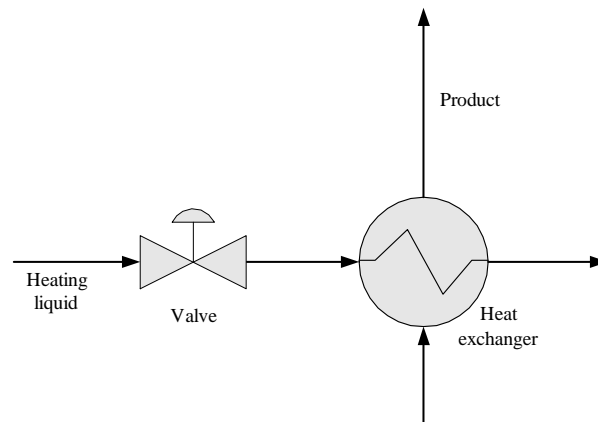 Product
Heating
liquid
Valve
Heat
exchanger